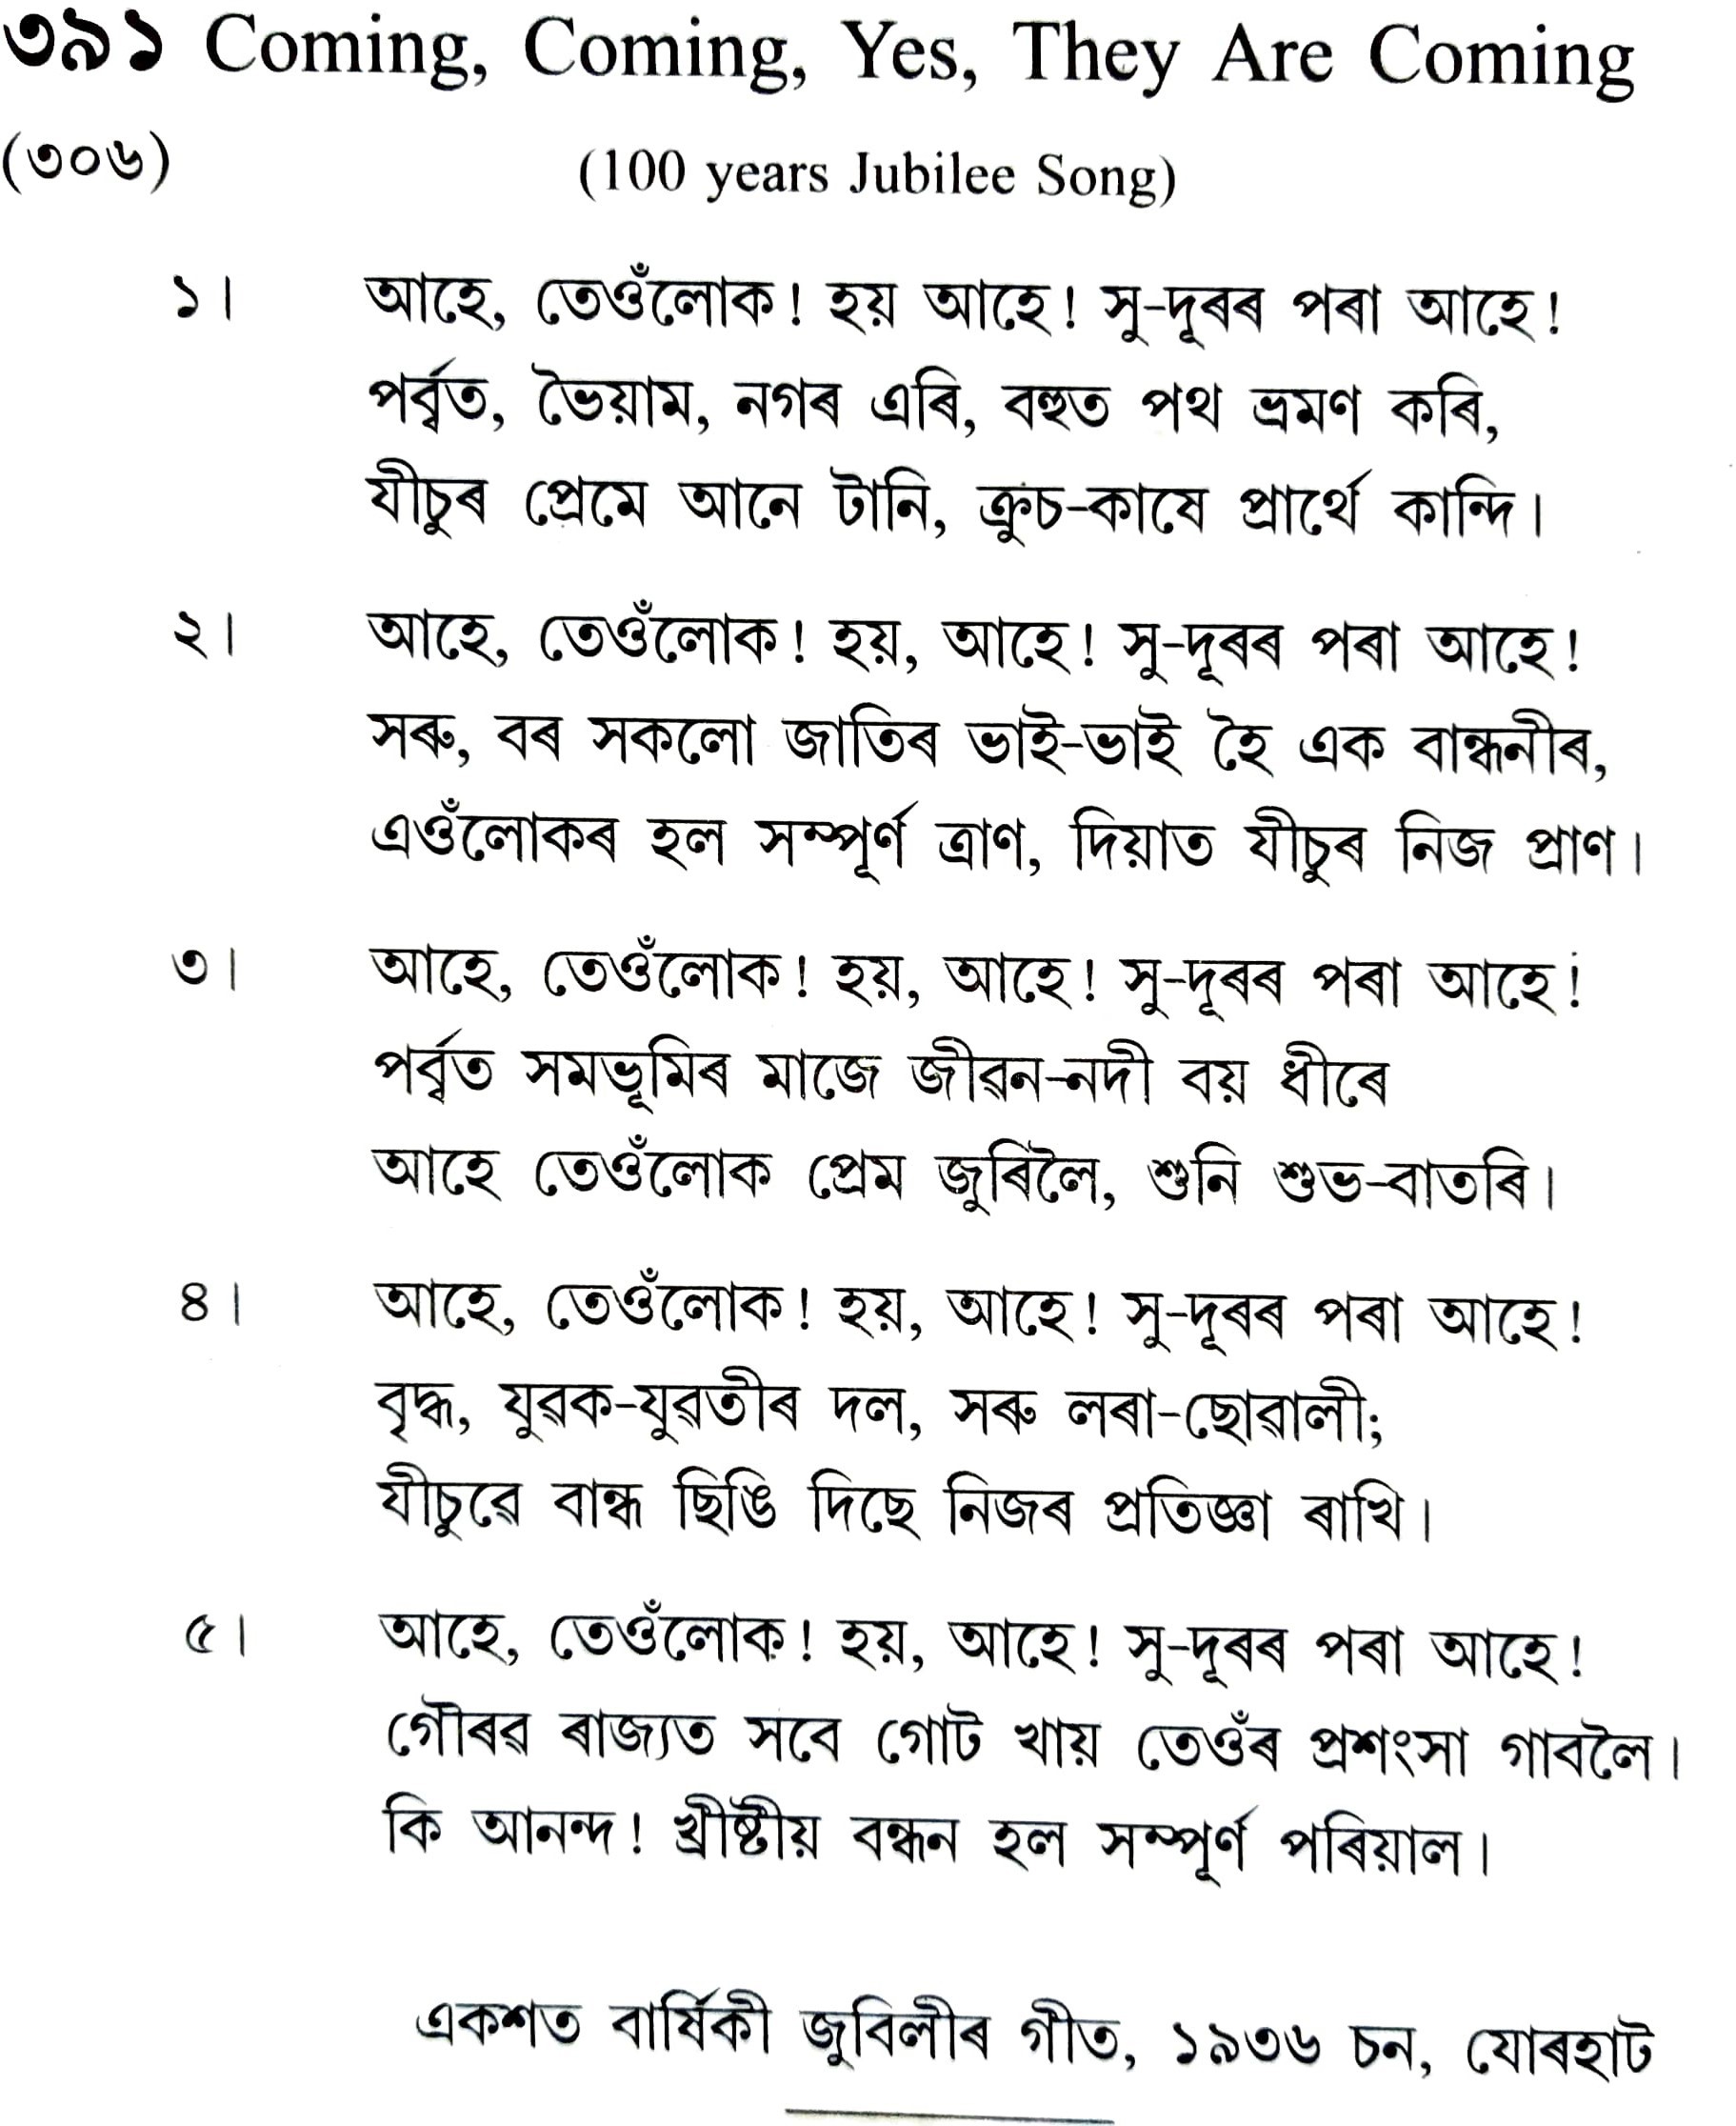 ৩৯১ Coming, Coming, Yes, They Are Coming
(৩০৬) (100 years Jubilee Song)
১। আহে, তেওঁলোক! হয় আহে! সু-দূৰৰ পৰা আহে!
পৰ্ব্বত, ভৈয়াম, নগৰ এৰি, বহুত পথ ভ্ৰমণ কৰি,
যীচুৰ প্ৰেমে আনে টানি, ক্ৰুচ-কাষে প্ৰাৰ্থে কান্দি।
২। আহে, তেওঁলোক! হয়, আহে! সু-দূৰৰ পৰা আহে!
সৰু, বৰ সকলো জাতিৰ ভাই-ভাই হৈ এক বান্ধনীৰ,
এওঁলোকৰ হল সম্পূৰ্ণ ত্ৰাণ, দিয়াত যীচুৰ নিজ প্ৰাণ।
৩। আহে, তেওঁলোক! হয়, আহে! সু-দূৰৰ পৰা আহে!
পৰ্ব্বত সমভূমিৰ মাজে জীৱন-নদী বয় ধীৰে
আহে তেওঁলোক প্ৰেম জুৰিলৈ, শুনি শুভ-বাতৰি।
৪। আহে, তেওঁলোক! হয়, আহে! সু-দূৰৰ পৰা আহে!
বৃদ্ধ, যুৱক-যুৱতীৰ দল, সৰু লৰা-ছোৱালী;
যীচুৱে বান্ধ ছিঙি দিছে নিজৰ প্ৰতিজ্ঞা ৰাখি।
৫। আহে, তেওঁলোক! হয়, আহে! সু-দূৰৰ পৰা আহে!
গৌৰৱ ৰাজ্যত সবে গোট খায় তেওঁৰ প্ৰশংসা গাবলৈ।
কি আনন্দ! খ্ৰীষ্টীয় বন্ধন হল সম্পূৰ্ণ পৰিয়াল।
একশত বাৰ্ষিকী জুবিলীৰ গীত, ১৯৩৬ চন, যোৰহাট